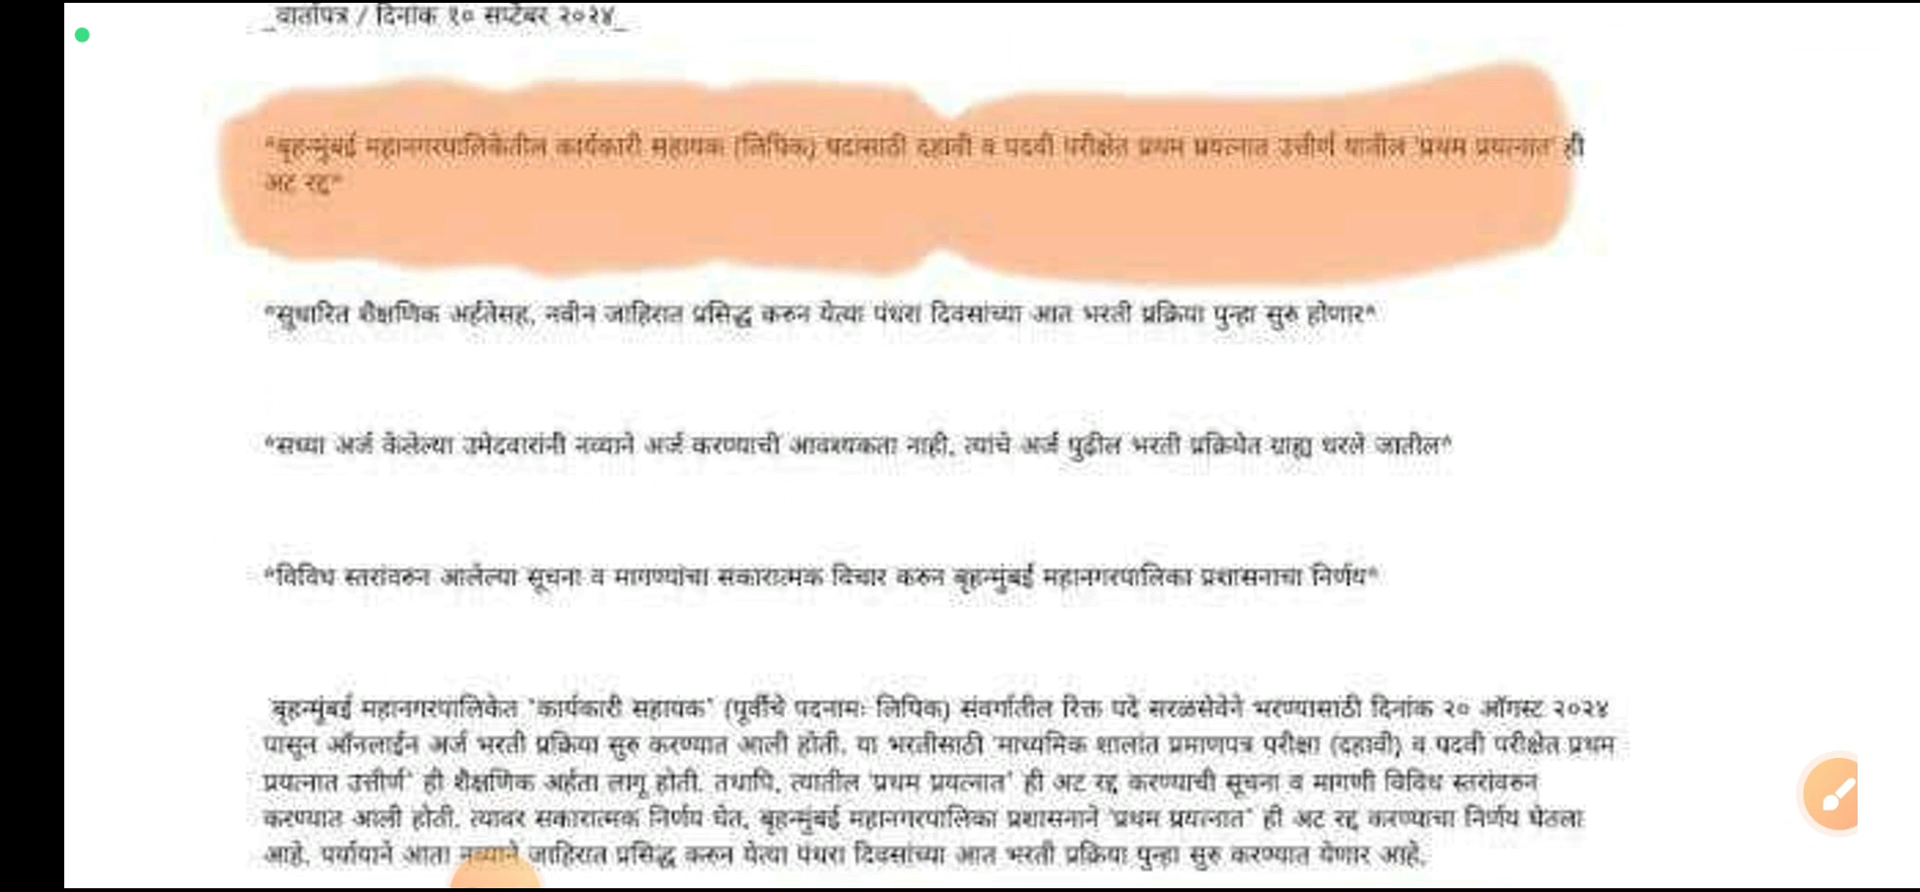 _वार्तापत्र / दिनांक १० सप्टेंबर २०२४_
*बृहन्मुंबई महानगरपालिकेतील कार्यकारी सहायक (लिपिक) पदासाठी दहावी व पदवी परीक्षेत प्रथम प्रयत्नात उत्तीर्ण यातील 'प्रथम प्रयत्नात' ही
अट रद्द*
*सुधारित शैक्षणिक अर्हतेसह, नवीन जाहिरात प्रसिद्ध करुन येत्या पंधरा दिवसांच्या आत भरती प्रक्रिया पुन्हा सुरु होणार*
*सध्या अर्ज केलेल्या उमेदवारांनी नव्याने अर्ज करण्याची आवश्यकता नाही, त्यांचे अर्ज पुढील भरती प्रक्रियेत ग्राह्य धरले जातील*
*विविध स्तरांवरुन आलेल्या सूचना व मागण्यांचा सकारात्मक विचार करुन बृहन्मुंबई महानगरपालिका प्रशासनाचा निर्णय*
बृहन्मुंबई महानगरपालिकेत 'कार्यकारी सहायक' (पूर्वीचे पदनामः लिपिक) संवर्गातील रिक्त पदे सरळसेवेने भरण्यासाठी दिनांक २० ऑगस्ट २०२४
पासून ऑनलाईन अर्ज भरती प्रक्रिया सुरु करण्यात आली होती. या भरतीसाठी 'माध्यमिक शालांत प्रमाणपत्र परीक्षा (दहावी) व पदवी परीक्षेत प्रथम
प्रयत्नात उत्तीर्ण' ही शैक्षणिक अर्हता लागू होती. तथापि, त्यातील 'प्रथम प्रयत्नात' ही अट रद्द करण्याची सूचना व मागणी विविध स्तरांवरुन
करण्यात आली होती. त्यावर सकारात्मक निर्णय घेत, बृहन्मुंबई महानगरपालिका प्रशासनाने 'प्रथम प्रयत्नात' ही अट रद्द करण्याचा निर्णय घेतला
आहे. पर्यायाने आता नव्याने जाहिरात प्रसिद्ध करुन येत्या पंधरा दिवसांच्या आत भरती प्रक्रिया पुन्हा सुरु करण्यात येणार आहे.